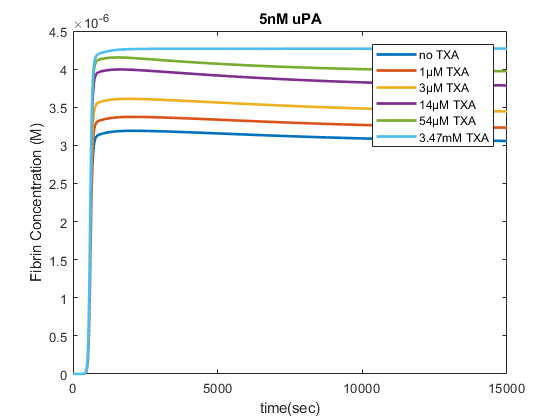 5nM uPA
×10⁻⁶
4.5
4
3.5
3
2.5
2
1.5
1
0.5
0
Fibrin Concentration (M)
no TXA
1μM TXA
3μM TXA
14μM TXA
54μM TXA
3.47mM TXA
0 5000 10000 15000
time(sec)